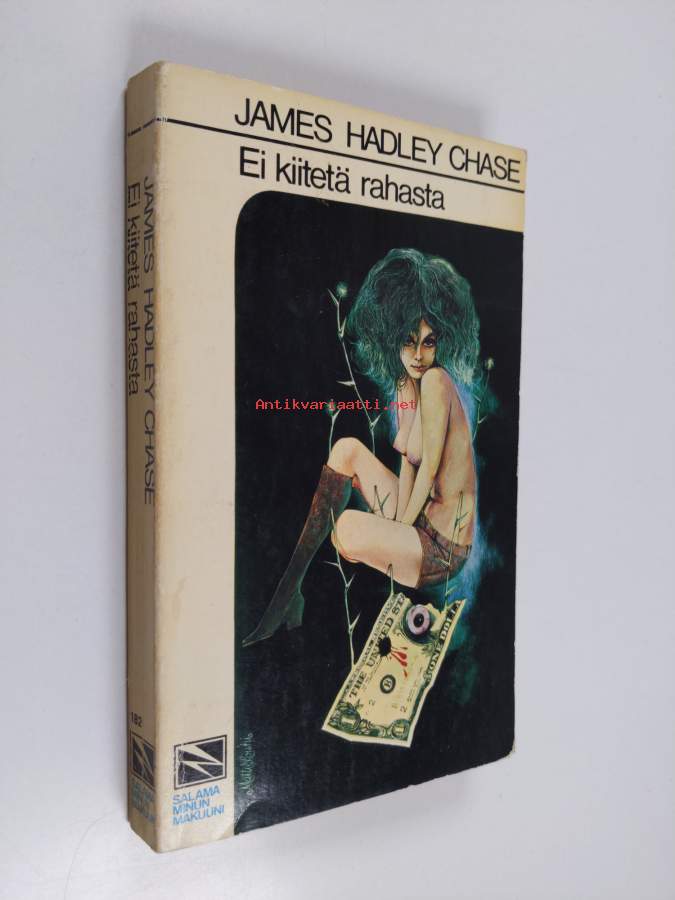 JAMES HADLEY CHASE
Ei kiitetä rahasta
JAMES HADLEY CHASE
Ei kiitetä rahasta
Antikvariaatti.net
THE UNITED ST
ONE DOLLA
B
1
182
SALAMA
MINUN
MAKUUNI